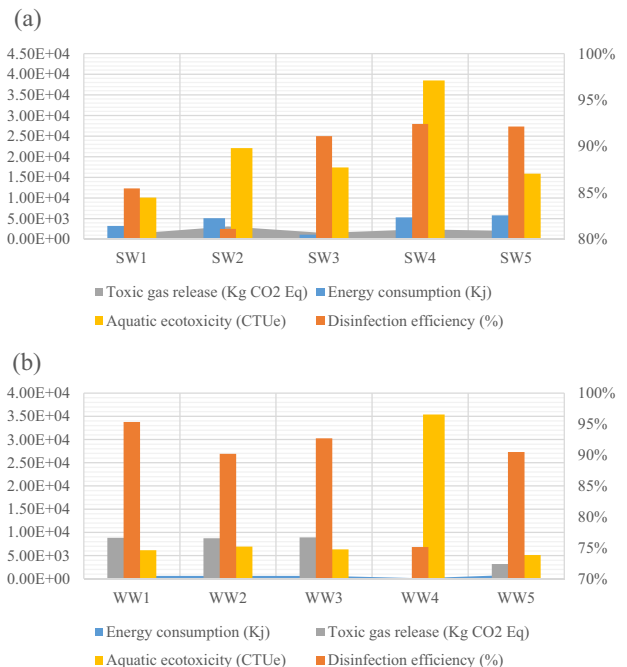 (a)
4.50E+04 100%
4.00E+04
3.50E+04 95%
3.00E+04
2.50E+04 90%
2.00E+04
1.50E+04 85%
1.00E+04
5.00E+03
0.00E+00 80%
SW1 SW2 SW3 SW4 SW5
Toxic gas release (Kg CO2 Eq) Energy consumption (Kj)
Aquatic ecotoxicity (CTUe) Disinfection efficiency (%)
(b)
4.00E+04 100%
3.50E+04 95%
3.00E+04 90%
2.50E+04
85%
2.00E+04
1.50E+04 80%
1.00E+04 75%
5.00E+03
0.00E+00 70%
WW1 WW2 WW3 WW4 WW5
Energy consumption (Kj) Toxic gas release (Kg CO2 Eq)
Aquatic ecotoxicity (CTUe) Disinfection efficiency (%)